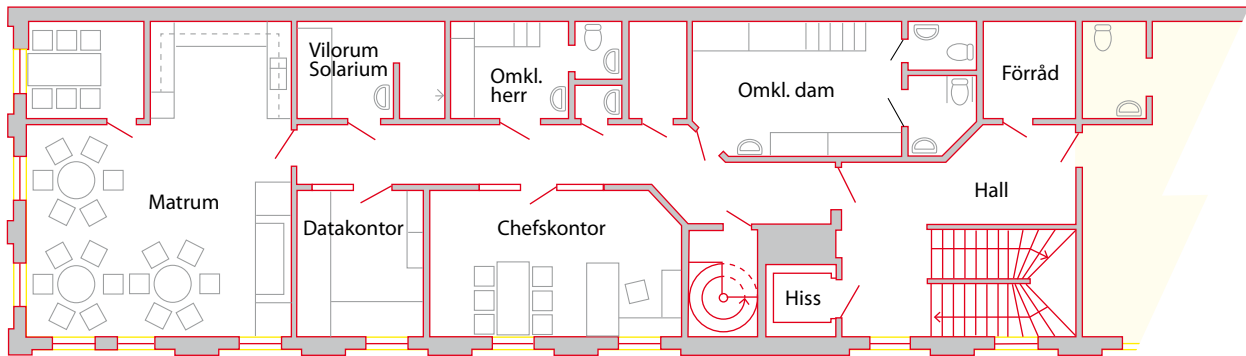 Vilorum
Solarium
Omkl.
herr
Omkl. dam
Förråd
Matrum
Datakontor
Chefskontor
Hall
Hiss